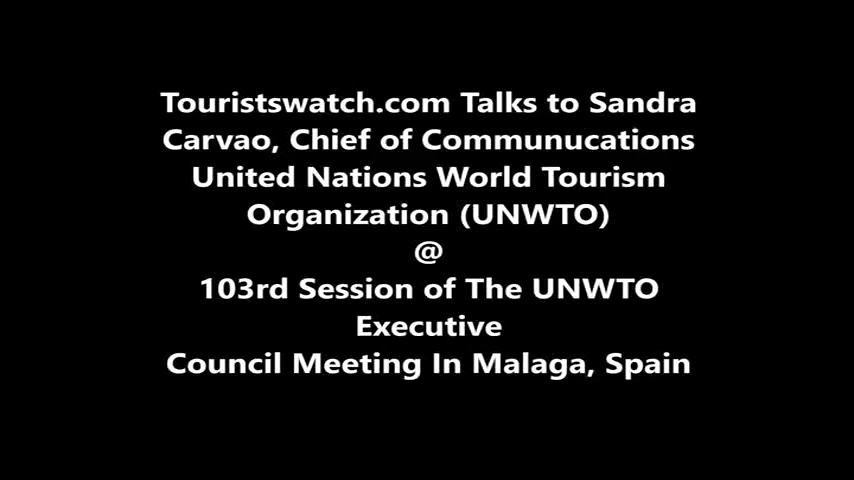 Touristswatch.com Talks to Sandra
Carvao, Chief of Communucations
United Nations World Tourism
Organization (UNWTO)
@
103rd Session of The UNWTO
Executive
Council Meeting In Malaga, Spain